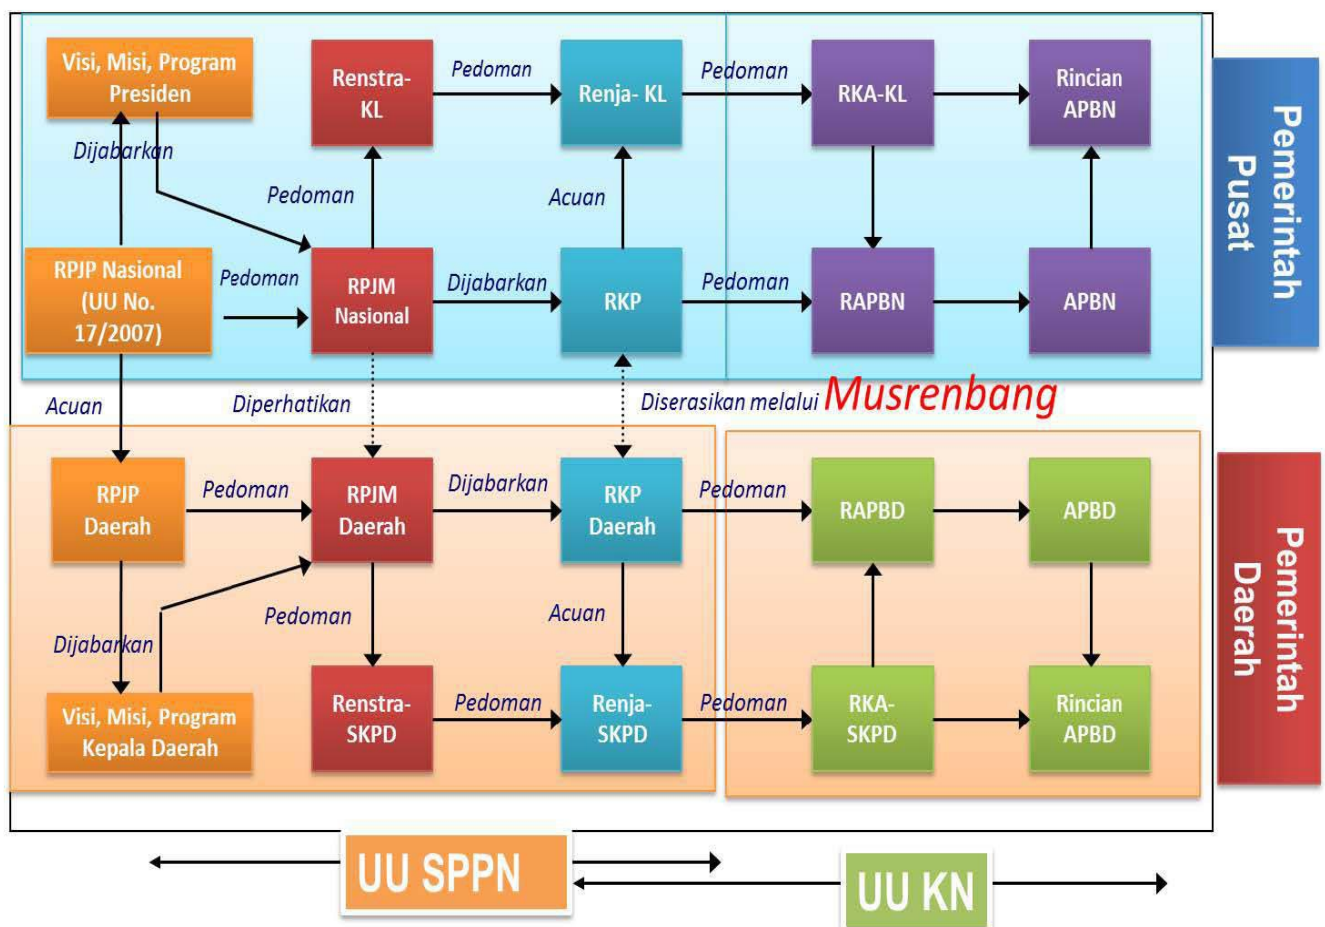 Visi, Misi, Program
Presiden
Renstra-
KL
Pedoman
Renja- KL
Pedoman
RKA-KL
Rincian
APBN
Pemerintah
Pusat
Dijabarkan
Pedoman
Acuan
RPJP Nasional
(UU No.
17/2007)
Pedoman
RPJM
Nasional
Dijabarkan
RKP
Pedoman
RAPBN
APBN
Acuan
Diperhatikan
Diserasikan melalui Musrenbang
RPJP
Daerah
Pedoman
RPJM
Daerah
Dijabarkan
RKP
Daerah
Pedoman
RAPBD
APBD
Pemerintah
Daerah
Dijabarkan
Pedoman
Acuan
Visi, Misi, Program
Kepala Daerah
Renstra-
SKPD
Pedoman
Renja-
SKPD
Pedoman
RKA-
SKPD
Rincian
APBD
UU SPPN
UU KN